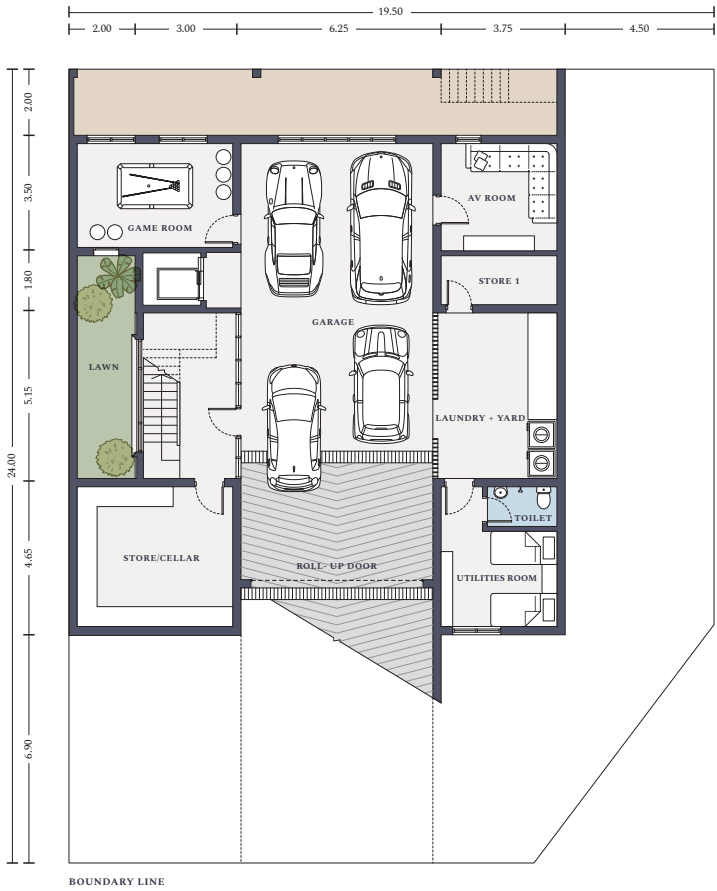 19.50
2.00
3.00
6.25
3.75
4.50
2.00
3.50
1.80
5.15
24.00
4.65
6.90
GAME ROOM
AV ROOM
STORE 1
GARAGE
LAWN
LAUNDRY + YARD
TOILET
STORE/CELLAR
ROLL- UP DOOR
UTILITIES ROOM
BOUNDARY LINE